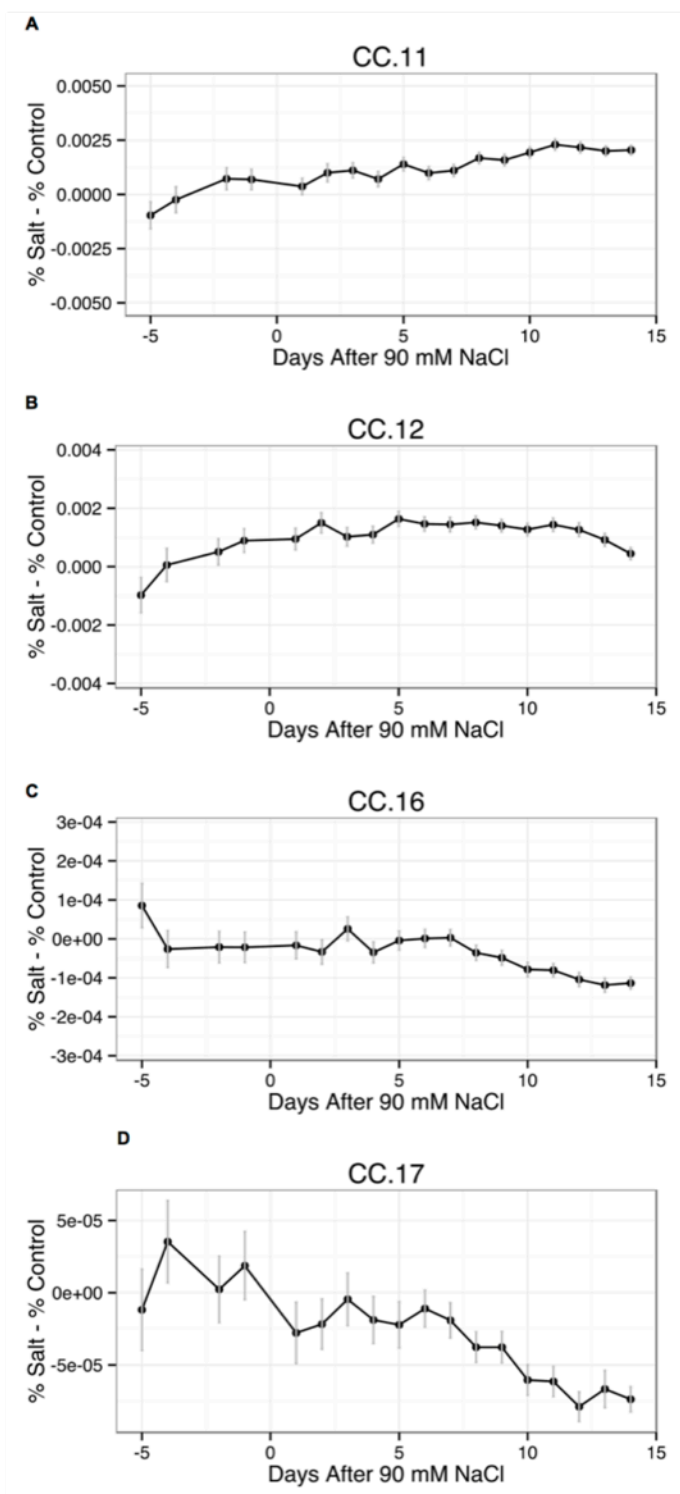 A
CC.11
0.0050
0.0025
0.0000
-0.0025
-0.0050
% Salt - % Control
-5 0 5 10 15
Days After 90 mM NaCl
B
CC.12
0.004
0.002
0.000
-0.002
-0.004
% Salt - % Control
-5 0 5 10 15
Days After 90 mM NaCl
C
CC.16
3e-04
2e-04
1e-04
0e+00
-1e-04
-2e-04
-3e-04
% Salt - % Control
-5 0 5 10 15
Days After 90 mM NaCl
D
CC.17
5e-05
0e+00
-5e-05
% Salt - % Control
-5 0 5 10 15
Days After 90 mM NaCl